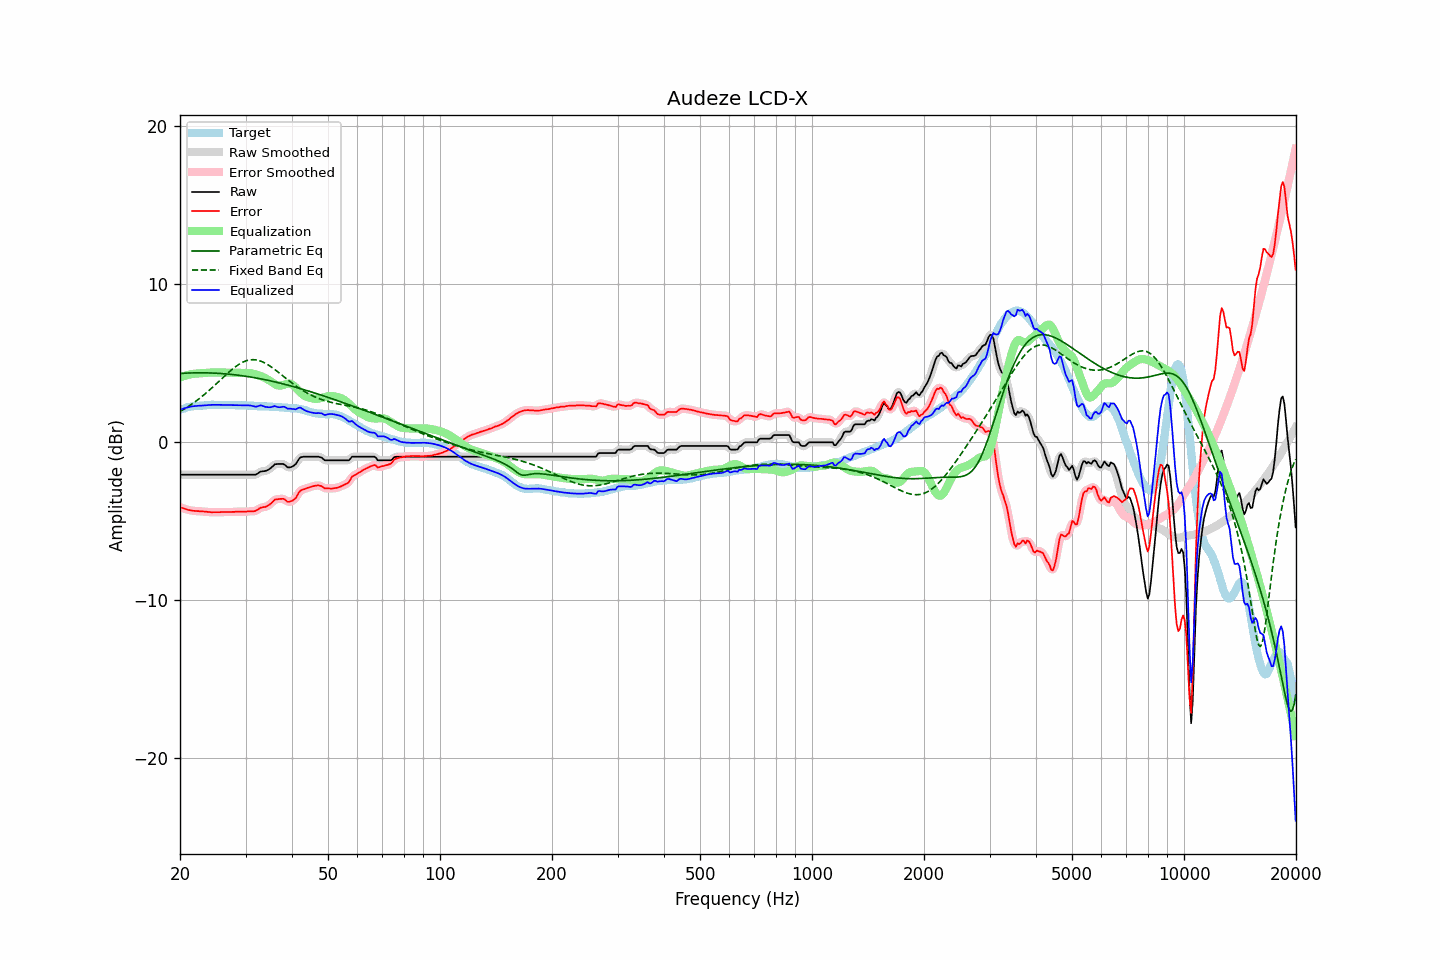 Audeze LCD-X
Target
Raw Smoothed
Error Smoothed
Raw
Error
Equalization
Parametric Eq
Fixed Band Eq
Equalized
Amplitude (dBr)
20
10
0
−10
−20
20
50
100
200
500
1000
2000
5000
10000
20000
Frequency (Hz)